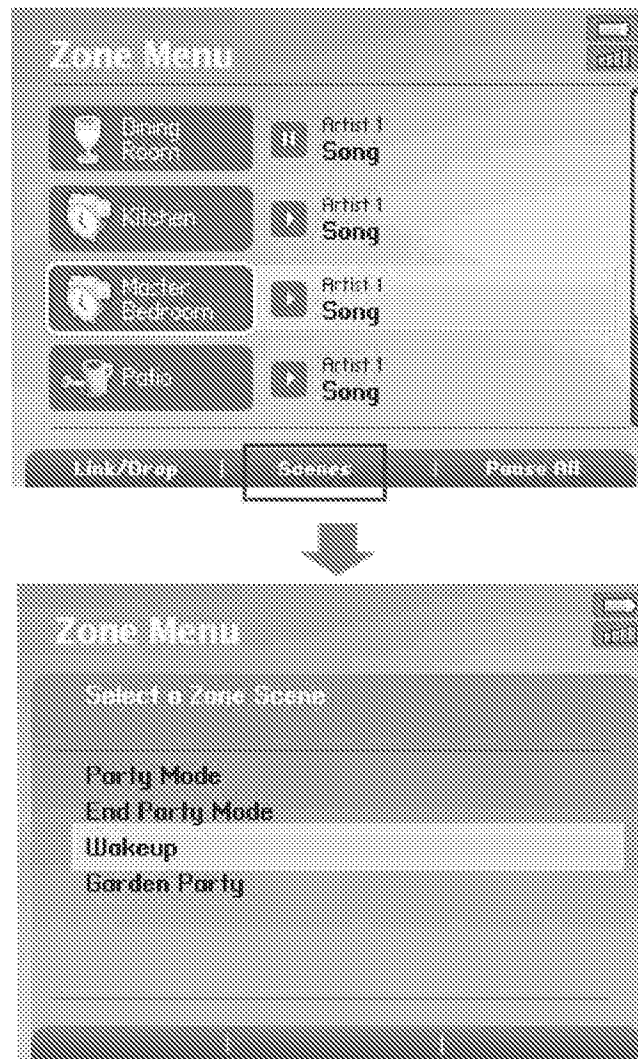 Zone Menu
Dining
Room
Artist 1
Song
Kitchen
Artist 1
Song
Master
Bedroom
Artist 1
Song
Patio
Artist 1
Song
Link/Drop
Scenes
Pause All
Zone Menu
Select a Zone Scene
Party Mode
End Party Mode
Wakeup
Garden Party